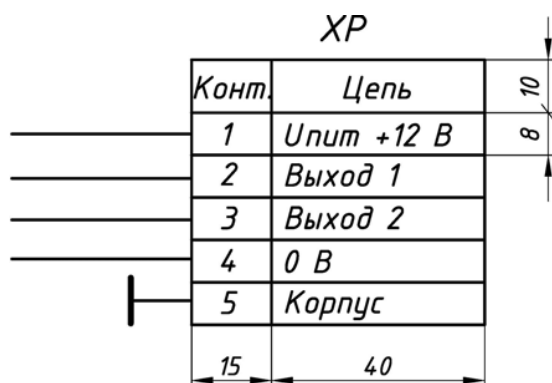 XP
Конт. Цепь
1 Uпит +12 В
2 Выход 1
3 Выход 2
4 0 В
5 Корпус
10
8
15 40